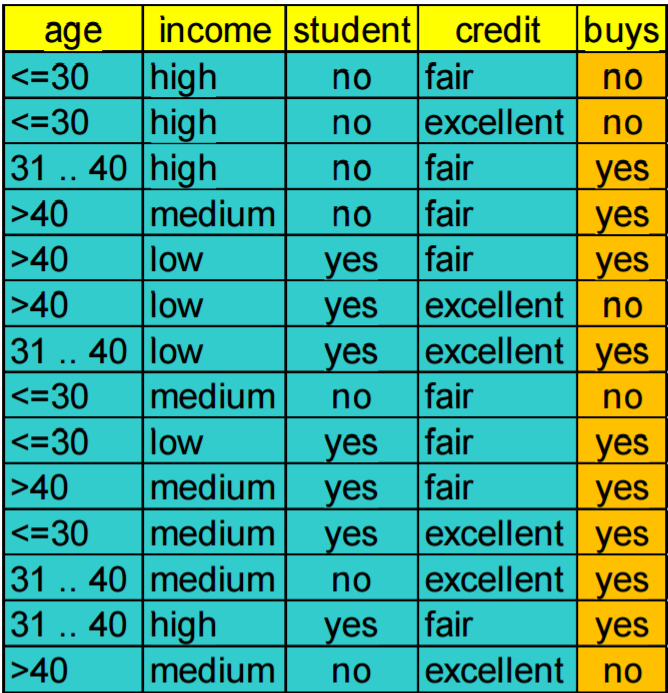 age income student credit buys
<=30 high no fair no
<=30 high no excellent no
31 .. 40 high no fair yes
>40 medium no fair yes
>40 low yes fair yes
>40 low yes excellent no
31 .. 40 low yes excellent yes
<=30 medium no fair no
<=30 low yes fair yes
>40 medium yes fair yes
<=30 medium yes excellent yes
31 .. 40 medium no excellent yes
31 .. 40 high yes fair yes
>40 medium no excellent no